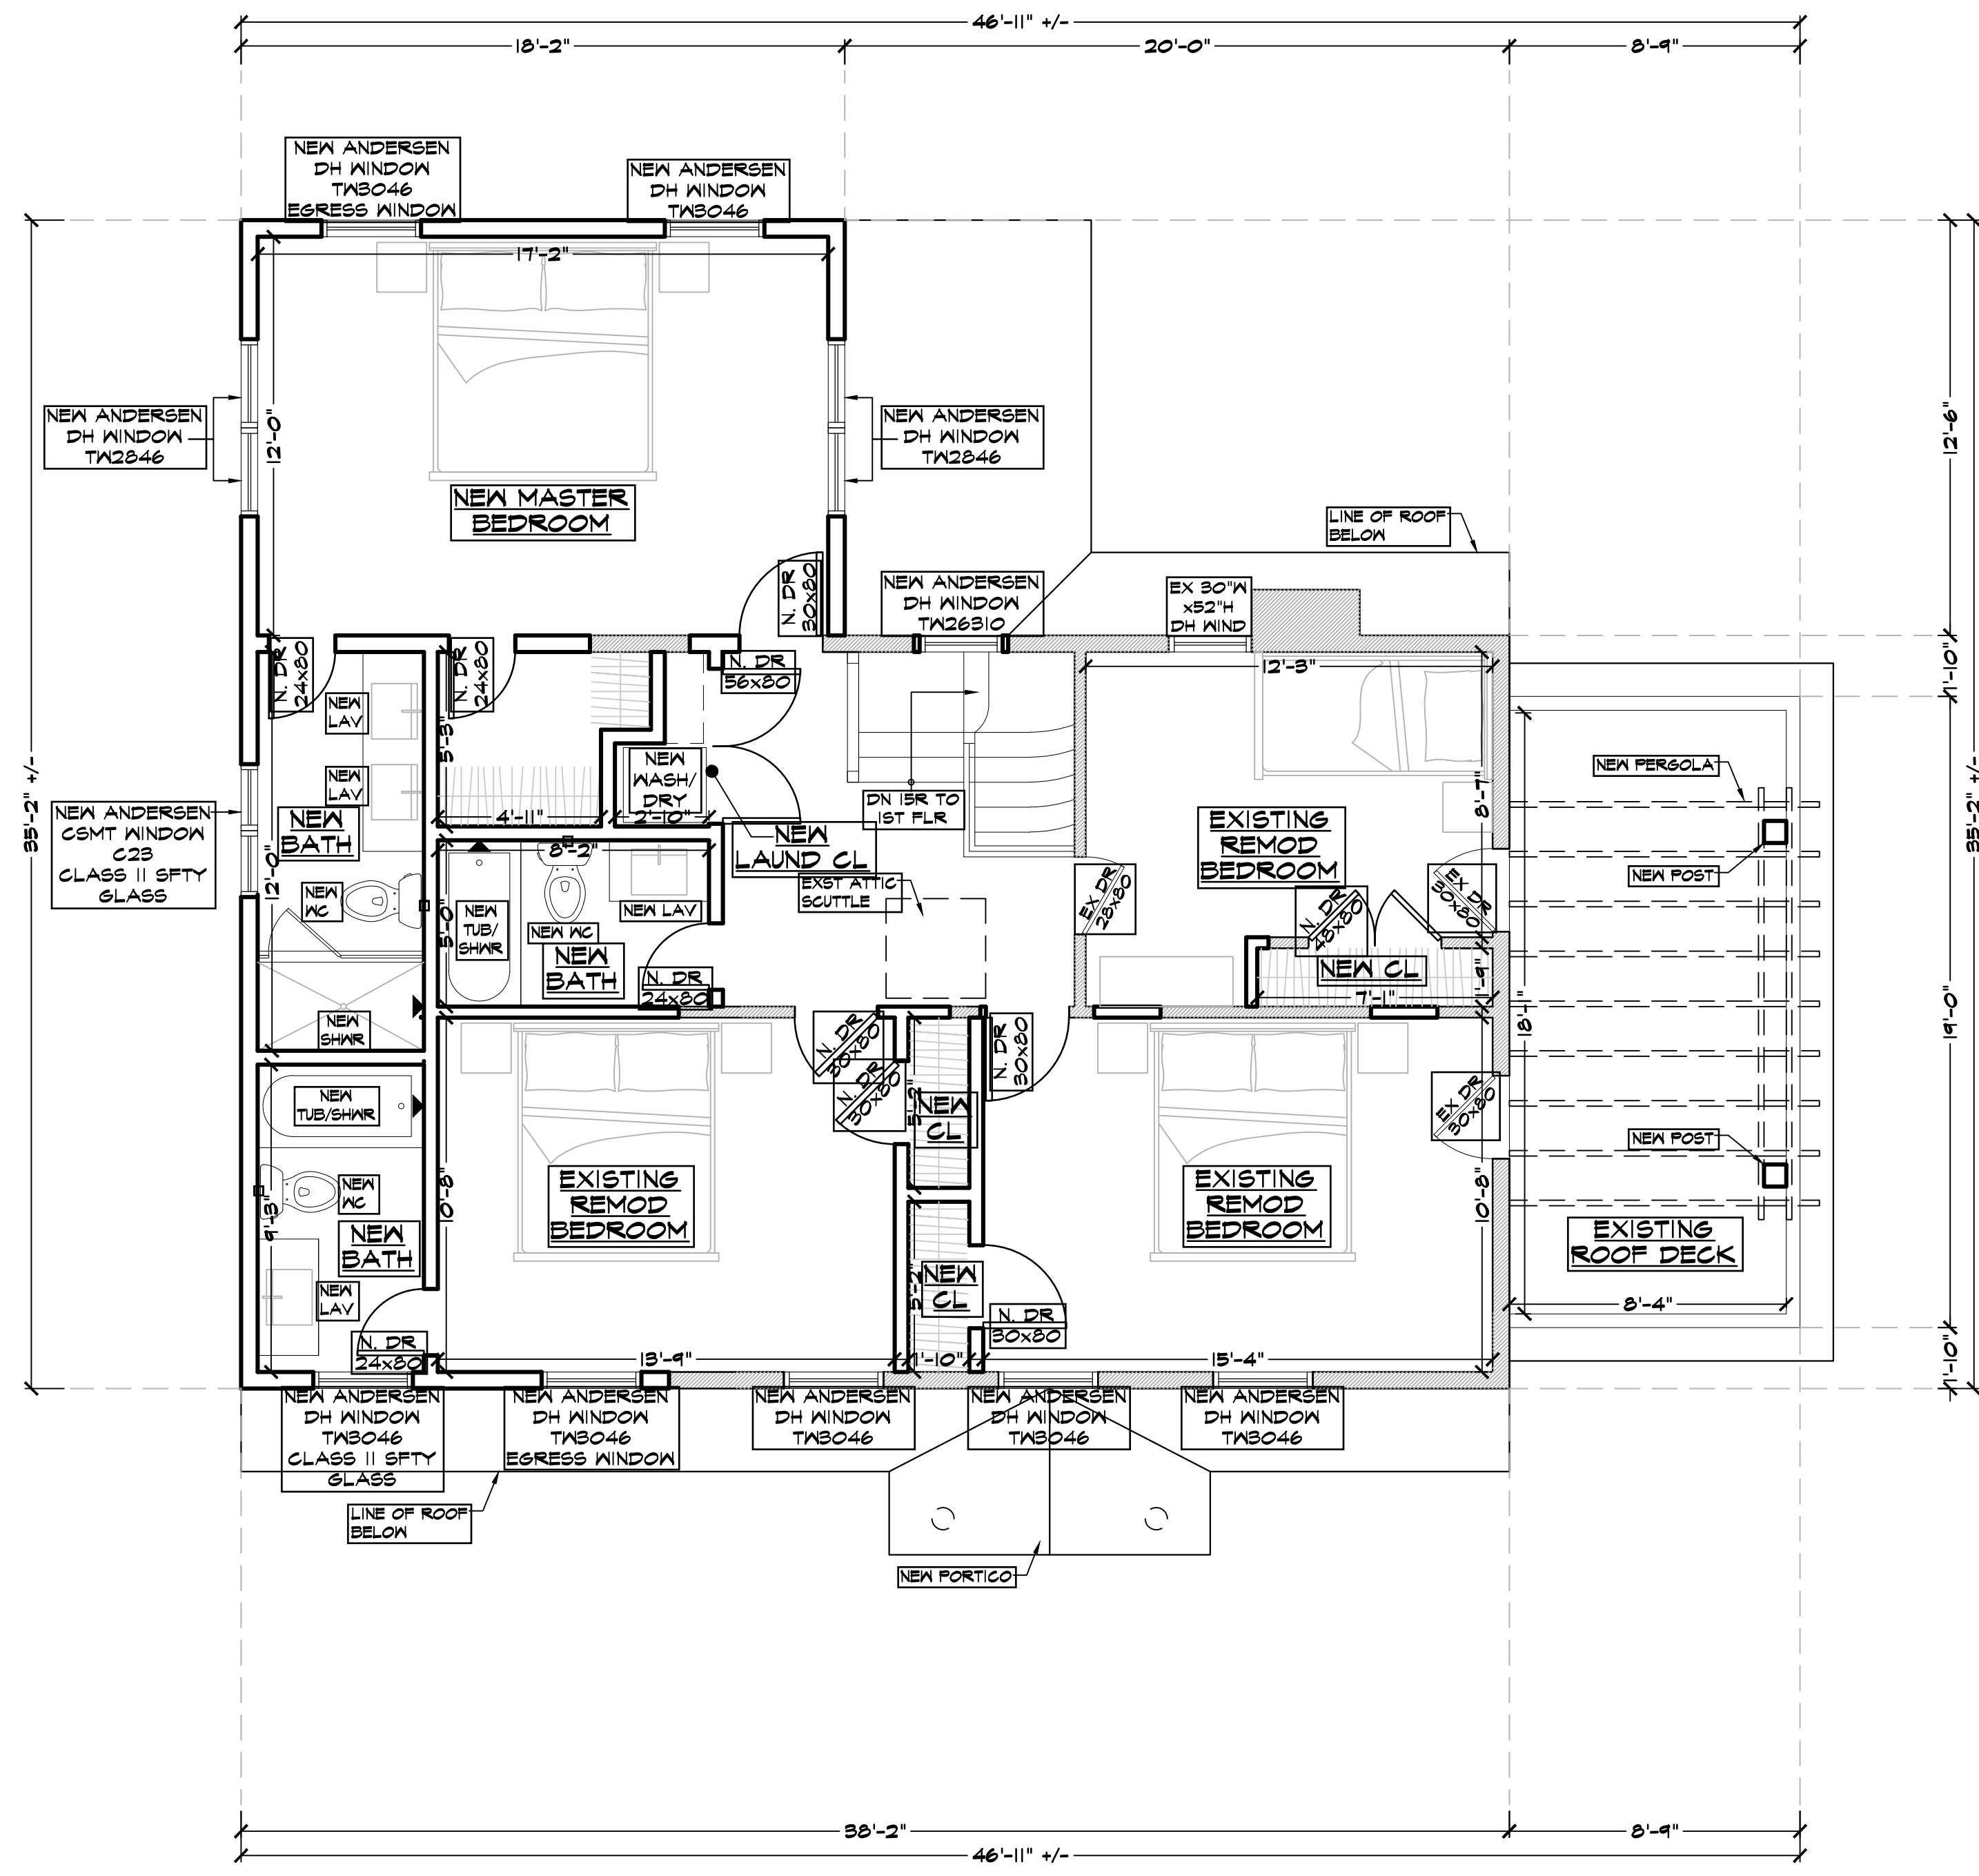 46'-11" +/-
18'-2"
20'-0"
8'-9"
NEW ANDERSEN
DH WINDOW
TW3046
EGRESS WINDOW
NEW ANDERSEN
DH WINDOW
TW3046
17'-2"
12'-0"
NEW ANDERSEN
DH WINDOW
TW2846
NEW ANDERSEN
DH WINDOW
TW2846
12'-6"
NEW MASTER
BEDROOM
LINE OF ROOF
BELOW
N. DR
30x80
NEW ANDERSEN
DH WINDOW
TW26310
EX 30"W
x52"H
DH WIND
N. DR
24x80
N. DR
24x80
N. DR
56x80
12'-3"
1'-10"
NEW
LAV
5'-3"
NEW
LAV
NEW
WASH/
DRY
DN 15R TO
1ST FLR
8'-7"
NEW PERGOLA
35'-2" +/-
35'-2" +/-
NEW ANDERSEN
CSMT WINDOW
C23
CLASS II SFTY
GLASS
NEW
BATH
4'-11"
2'-10"
NEW
LAUND CL
8'-2"
EXISTING
REMOD
BEDROOM
12'-0"
NEW
WC
EXST ATTIC
SCUTTLE
EX DR
28x80
N. DR
48x80
EX DR
30x80
NEW POST
NEW
TUB/
SHWR
5'-0"
NEW WC
NEW LAV
NEW
BATH
N. DR
24x80
NEW CL
1'-9"
7'-1"
18'-1"
19'-0"
NEW
SHWR
N. DR
30x80
N. DR
30x80
N. DR
30x80
NEW
TUB/SHWR
5'-2"
NEW
CL
EX DR
30x80
NEW POST
NEW
WC
9'-3"
10'-8"
EXISTING
REMOD
BEDROOM
EXISTING
REMOD
BEDROOM
10'-8"
NEW
BATH
EXISTING
ROOF DECK
NEW
LAV
5'-2"
NEW
CL
N. DR
30x80
8'-4"
N. DR
24x80
13'-9"
1'-10"
15'-4"
1'-10"
NEW ANDERSEN
DH WINDOW
TW3046
CLASS II SFTY
GLASS
NEW ANDERSEN
DH WINDOW
TW3046
EGRESS WINDOW
NEW ANDERSEN
DH WINDOW
TW3046
NEW ANDERSEN
DH WINDOW
TW3046
NEW ANDERSEN
DH WINDOW
TW3046
LINE OF ROOF
BELOW
NEW PORTICO
38'-2"
8'-9"
46'-11" +/-